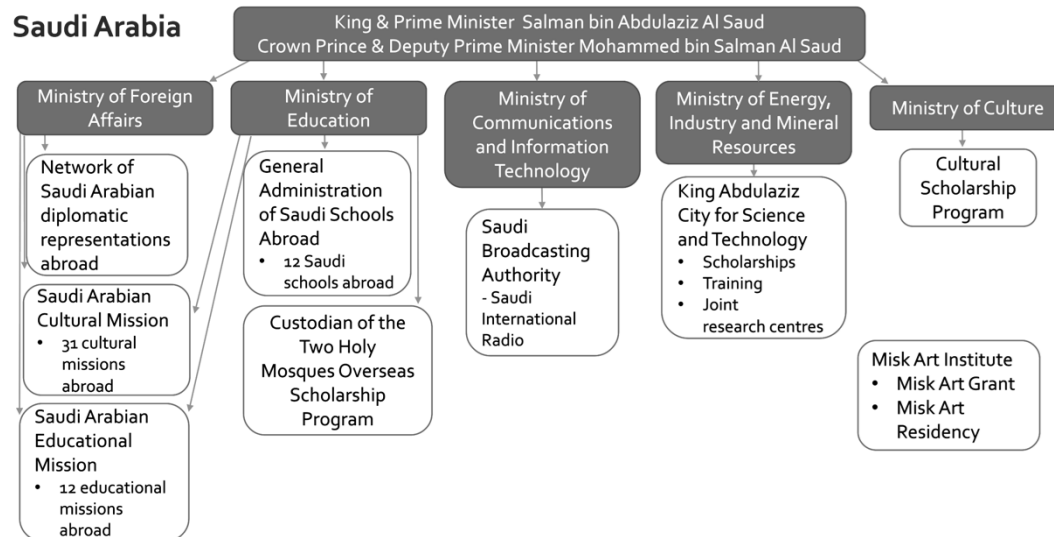 Saudi Arabia
King & Prime Minister Salman bin Abdulaziz Al Saud
Crown Prince & Deputy Prime Minister Mohammed bin Salman Al Saud
Ministry of Foreign
Affairs
Network of
Saudi Arabian
diplomatic
representations
abroad
Saudi Arabian
Cultural Mission
• 31 cultural
missions
abroad
Saudi Arabian
Educational
Mission
• 12 educational
missions
abroad
Ministry of
Education
General
Administration
of Saudi Schools
Abroad
• 12 Saudi
schools abroad
Custodian of the
Two Holy
Mosques Overseas
Scholarship
Program
Ministry of
Communications
and Information
Technology
Saudi
Broadcasting
Authority
- Saudi
International
Radio
Ministry of Energy,
Industry and Mineral
Resources
King Abdulaziz
City for Science
and Technology
• Scholarships
• Training
• Joint
research centres
Ministry of Culture
Cultural
Scholarship
Program
Misk Art Institute
• Misk Art Grant
• Misk Art
Residency